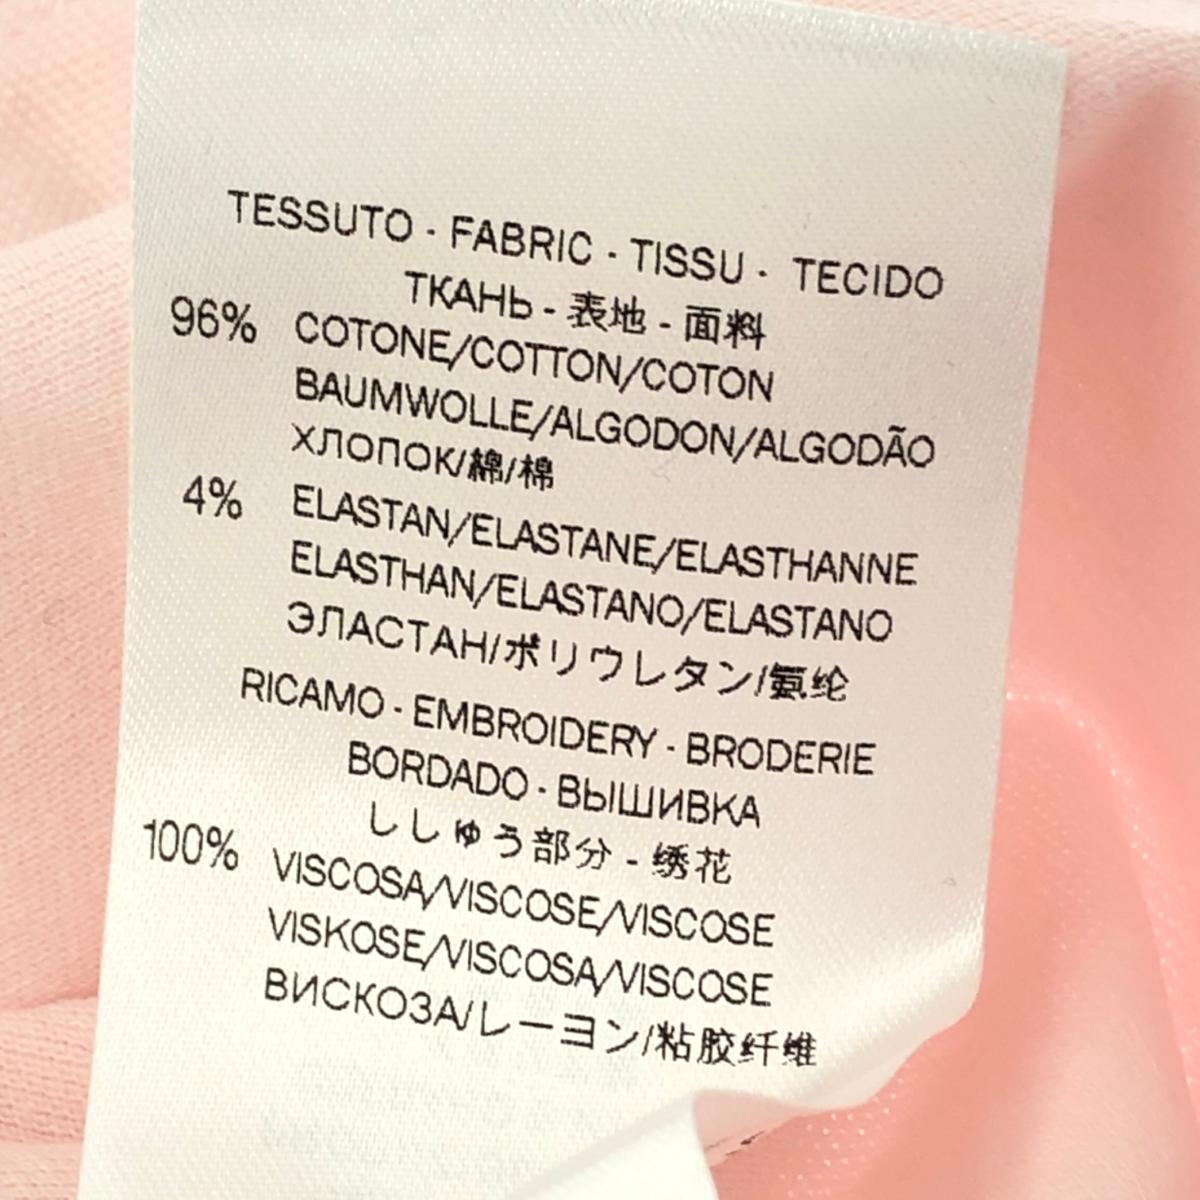 TESSUTO - FABRIC - TISSU - TECIDO
ТКАНЬ - 表地 - 面料
96% COTONE/COTTON/COTON
BAUMWOLLE/ALGODON/ALGODÃO
ХЛОПОК/綿/棉
4% ELASTAN/ELASTANE/ELASTHANNE
ELASTHAN/ELASTANO/ELASTANO
ЭЛАСТАН/ポリウレタン/氨纶
RICAMO - EMBROIDERY - BRODERIE
BORDADO - ВЫШИВКА
ししゅう部分 - 绣花
100% VISCOSA/VISCOSE/VISCOSE
VISKOSE/VISCOSA/VISCOSE
ВИСКОЗА/レーヨン/粘胶纤维